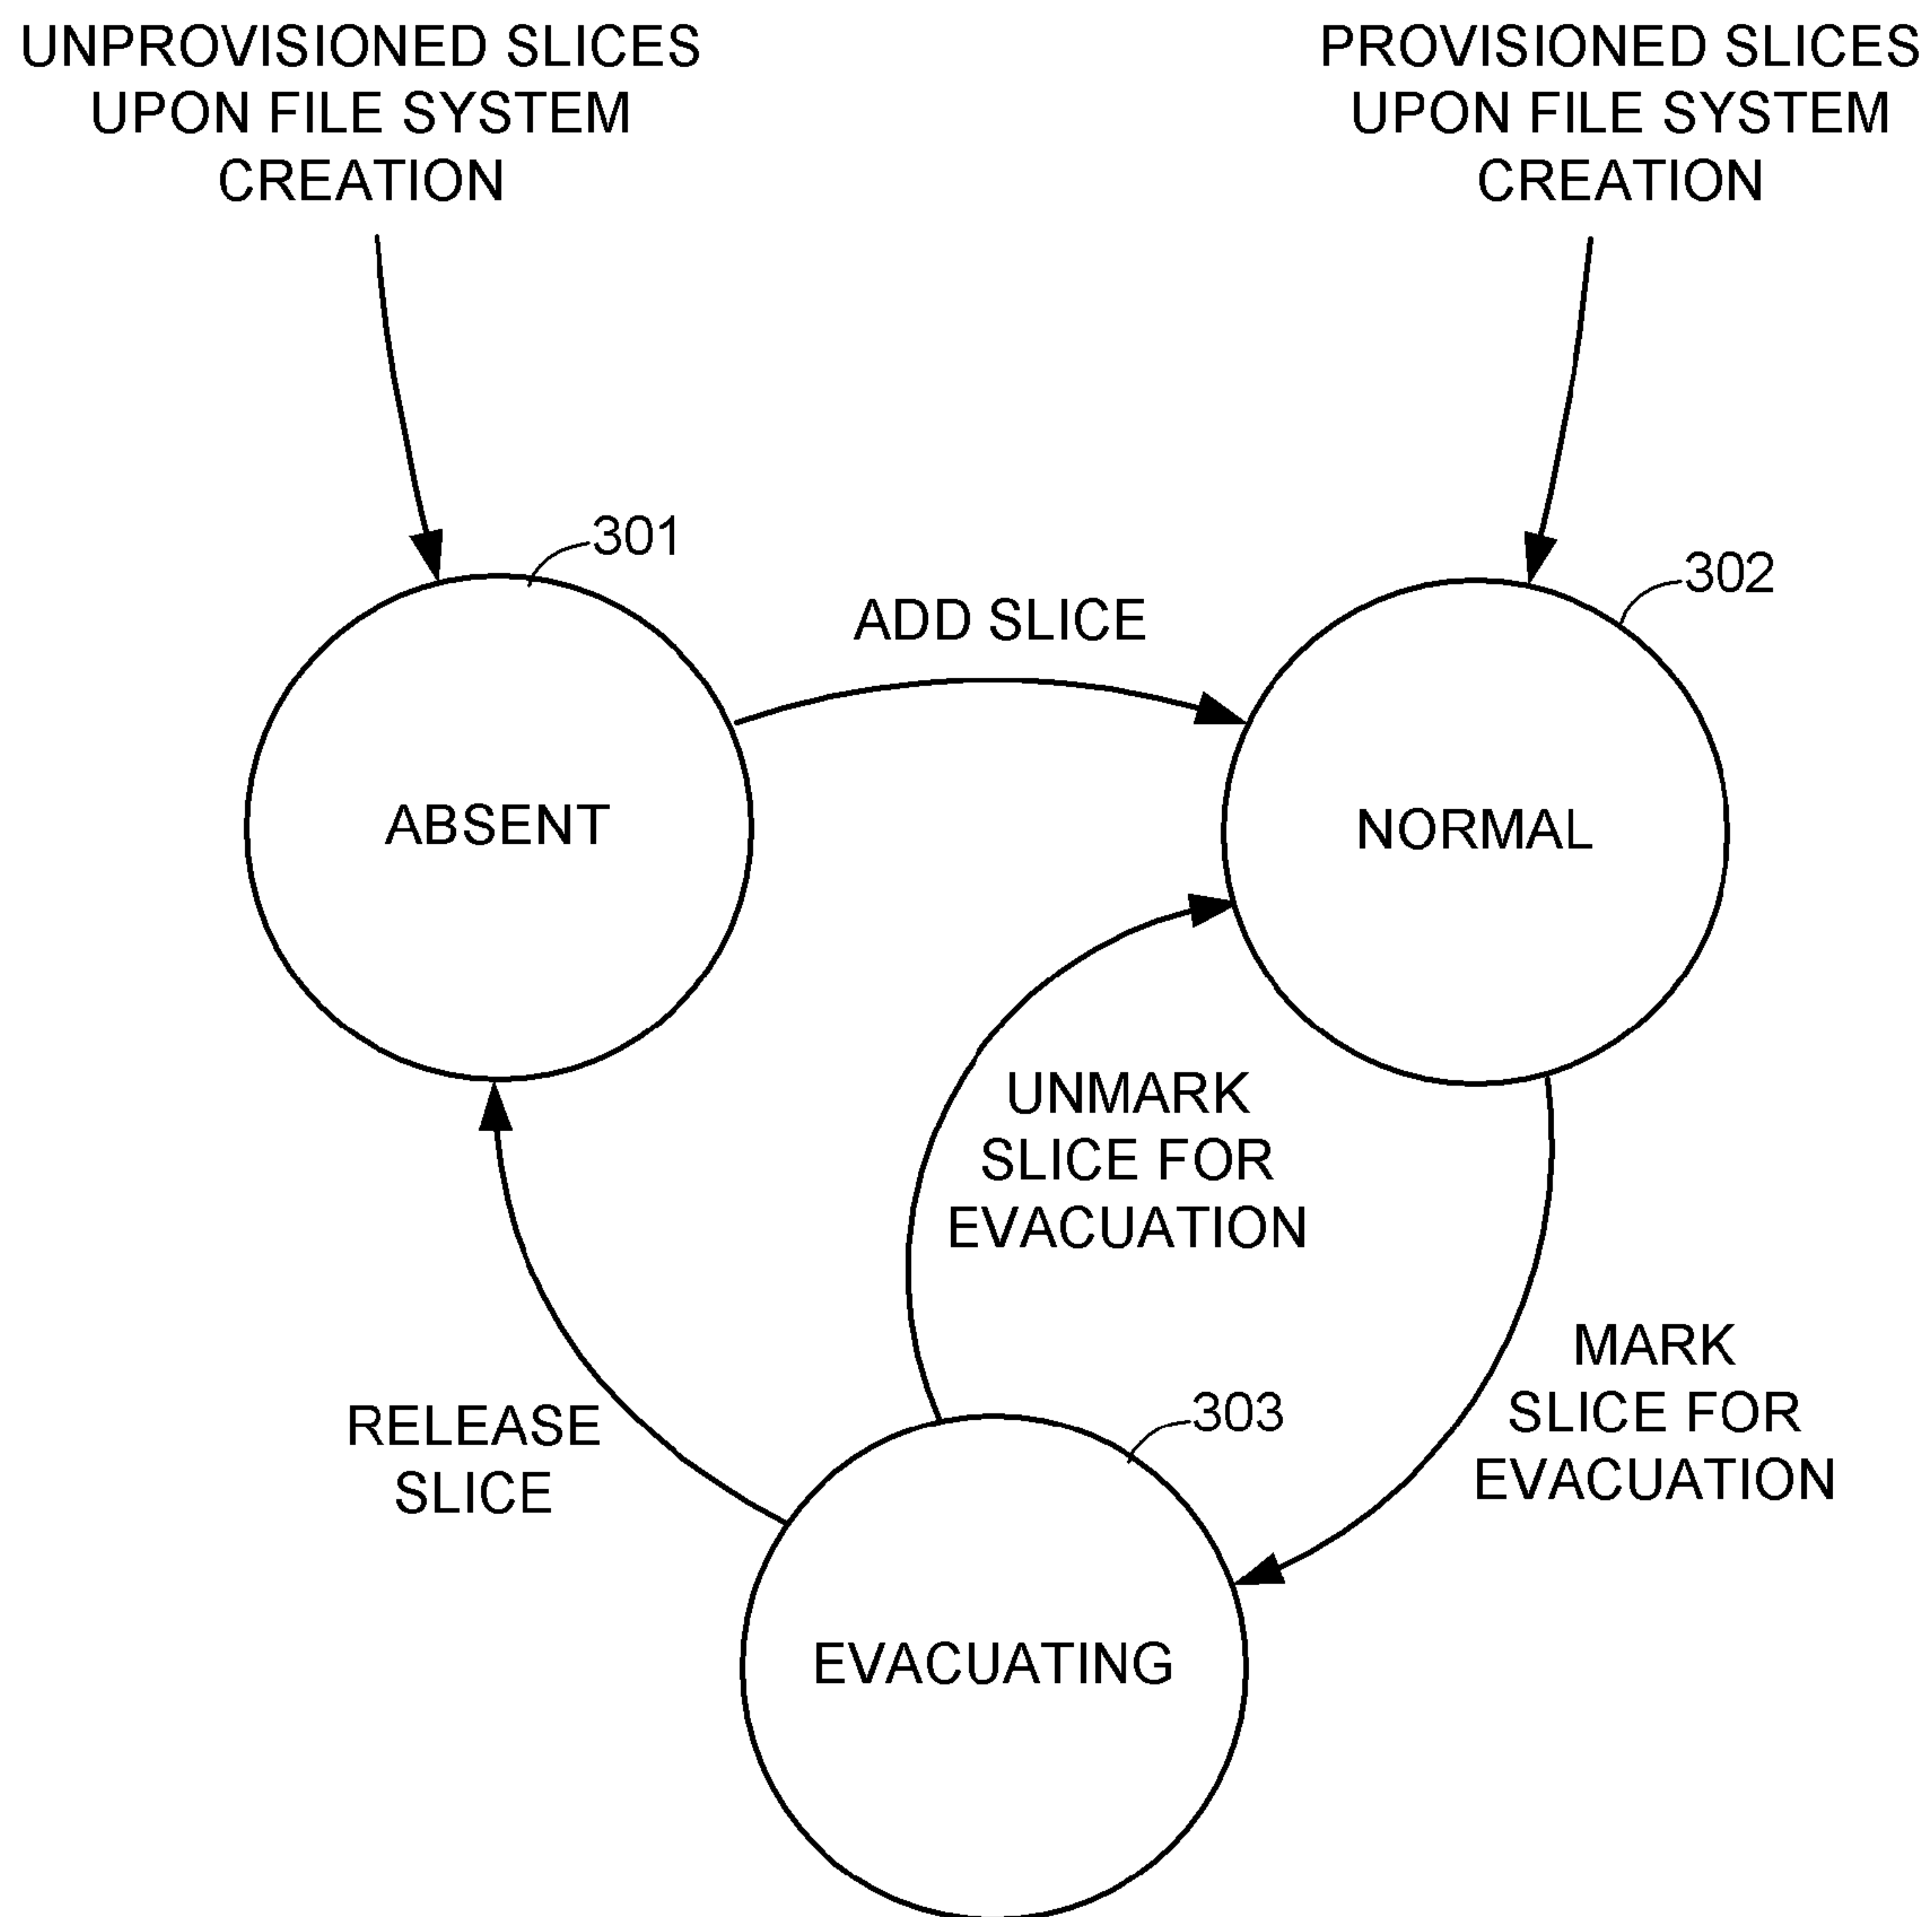 UNPROVISIONED SLICES
UPON FILE SYSTEM
CREATION
PROVISIONED SLICES
UPON FILE SYSTEM
CREATION
301
302
ADD SLICE
ABSENT
NORMAL
UNMARK
SLICE FOR
EVACUATION
MARK
SLICE FOR
EVACUATION
RELEASE
SLICE
303
EVACUATING